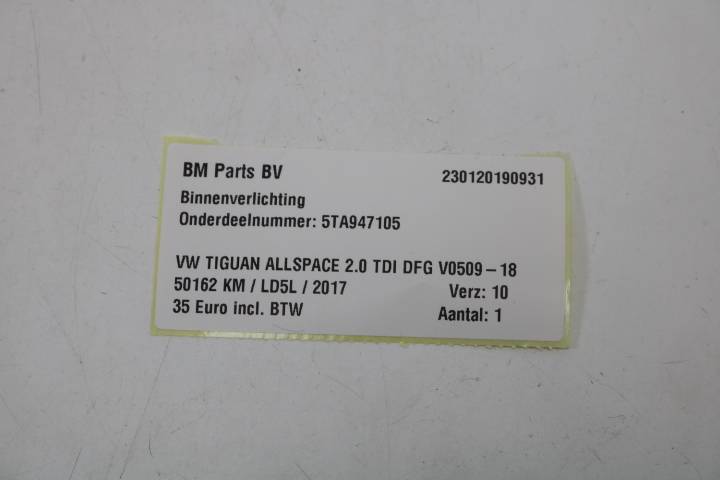 BM Parts BV 230120190931
Binnenverlichting
Onderdeelnummer: 5TA947105
VW TIGUAN ALLSPACE 2.0 TDI DFG V0509-18
50162 KM / LD5L / 2017 Verz: 10
35 Euro incl. BTW Aantal: 1